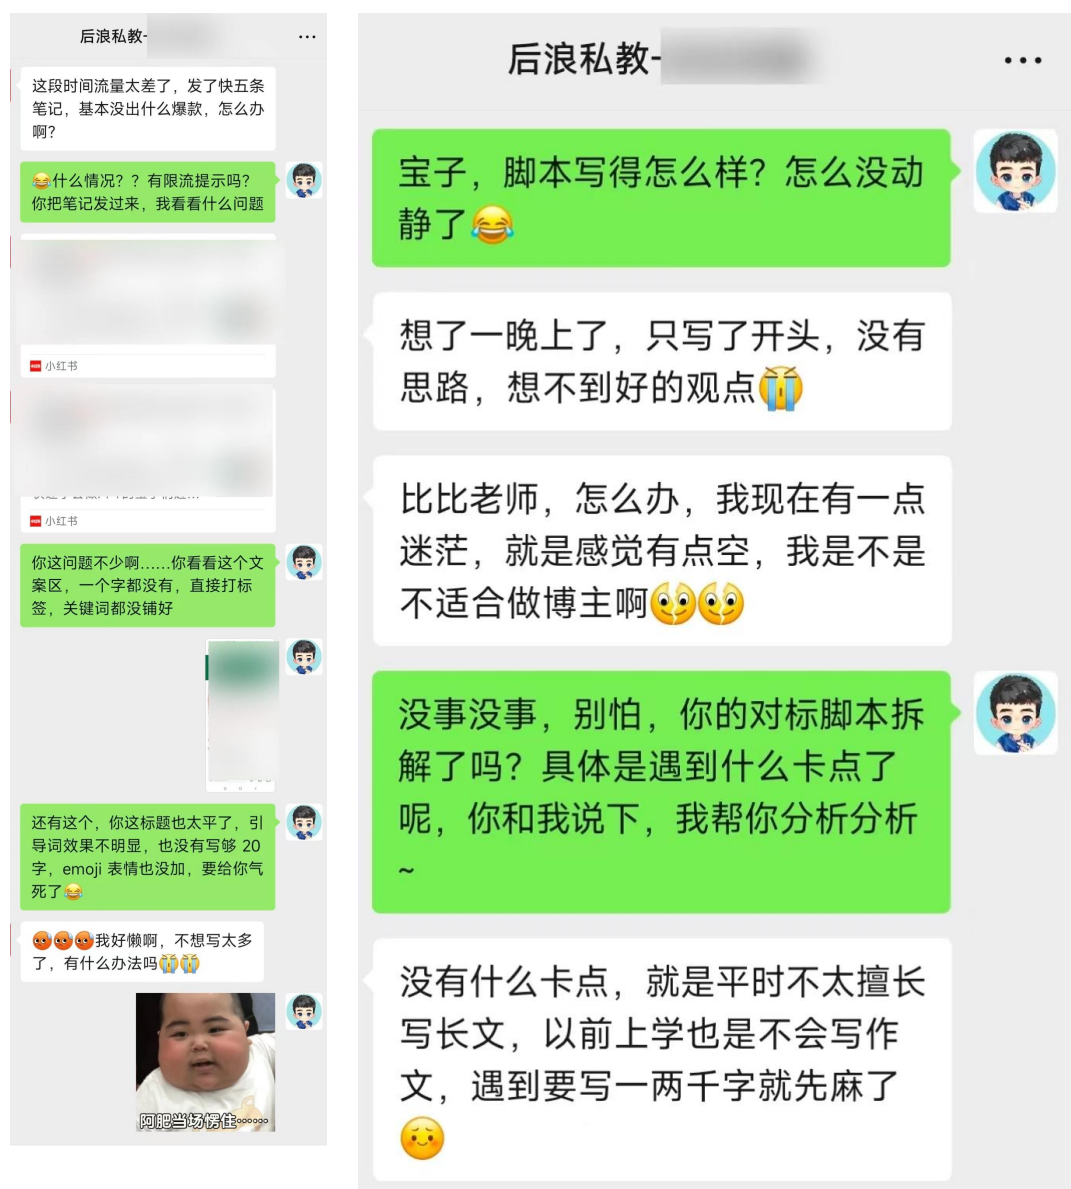 后浪私教-
这段时间流量太差了，发了快五条
笔记，基本没出什么爆款，怎么办
啊？
😂什么情况？？有限流提示吗？
你把笔记发过来，我看看什么问题
小红书
小红书
你这问题不少啊……你看看这个文
案区，一个字都没有，直接打标
签，关键词都没铺好
还有这个，你这标题也太平了，引
导词效果不明显，也没有写够 20
字，emoji 表情也没加，要给你气
死了😂
我好懒啊，不想写太多
了，有什么办法吗😭😭
阿肥当场愣住……
后浪私教-
宝子，脚本写得怎么样？怎么没动
静了😂
想了一晚上了，只写了开头，没有
思路，想不到好的观点😭
比比老师，怎么办，我现在有一点
迷茫，就是感觉有点空，我是不是
不适合做博主啊
没事没事，别怕，你的对标脚本拆
解了吗？具体是遇到什么卡点了
呢，你和我说下，我帮你分析分析
~
没有什么卡点，就是平时不太擅长
写长文，以前上学也是不会写作
文，遇到要写一两千字就先麻了